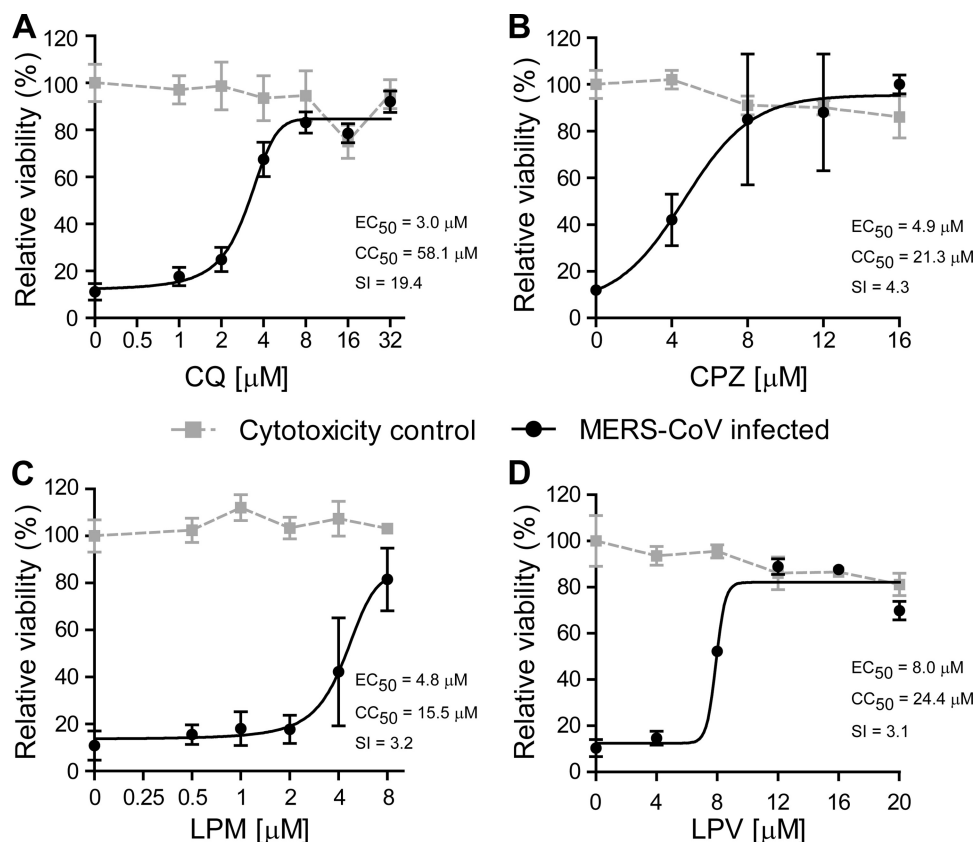 A
Relative viability (%)
120
100
80
60
40
20
0
EC50 = 3.0 μM
CC50 = 58.1 μM
SI = 19.4
0 0.5 1 2 4 8 16 32
CQ [μM]
B
Relative viability (%)
120
100
80
60
40
20
0
EC50 = 4.9 μM
CC50 = 21.3 μM
SI = 4.3
0 4 8 12 16
CPZ [μM]
Cytotoxicity control MERS-CoV infected
C
Relative viability (%)
120
100
80
60
40
20
0
EC50 = 4.8 μM
CC50 = 15.5 μM
SI = 3.2
0 0.25 0.5 1 2 4 8
LPM [μM]
D
Relative viability (%)
120
100
80
60
40
20
0
EC50 = 8.0 μM
CC50 = 24.4 μM
SI = 3.1
0 4 8 12 16 20
LPV [μM]